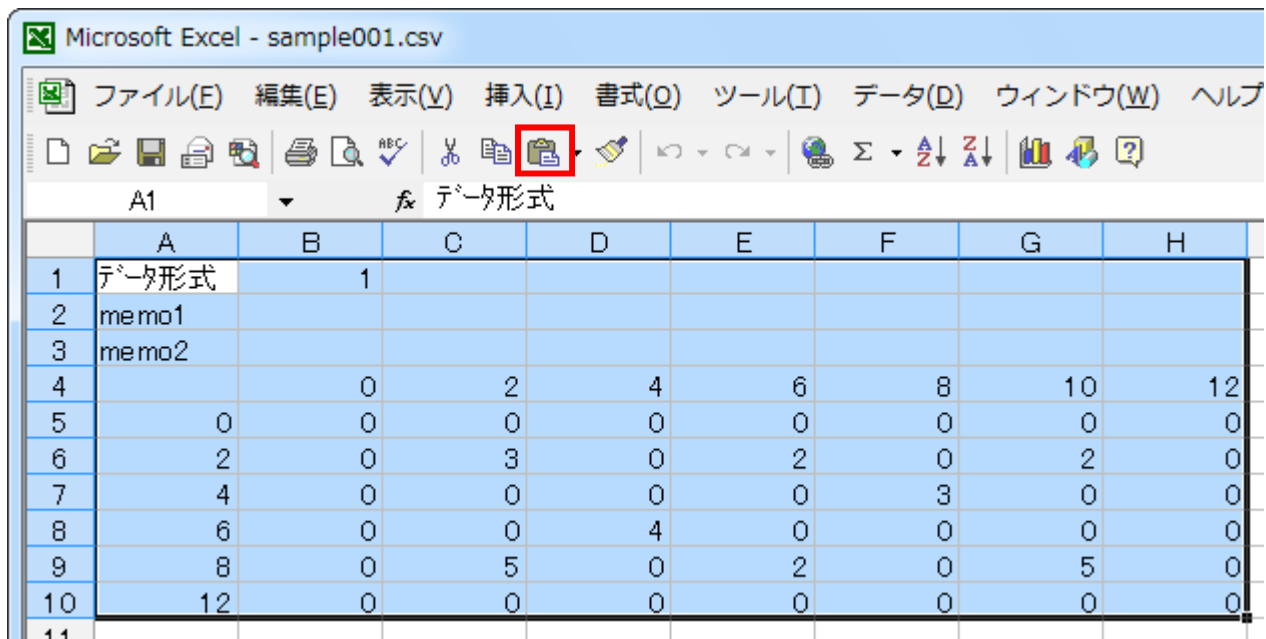 Microsoft Excel - sample001.csv
ファイル(F) 編集(E) 表示(V) 挿入(I) 書式(O) ツール(T) データ(D) ウィンドウ(W) ヘルプ
ABC Σ A Z Z A ?
A1 fx ﾃﾞｰﾀ形式
A B C D E F G H
1 ﾃﾞｰﾀ形式 1
2 memo1
3 memo2
4 0 2 4 6 8 10 12
5 0 0 0 0 0 0 0 0
6 2 0 3 0 2 0 2 0
7 4 0 0 0 0 3 0 0
8 6 0 0 4 0 0 0 0
9 8 0 5 0 2 0 5 0
10 12 0 0 0 0 0 0 0
11